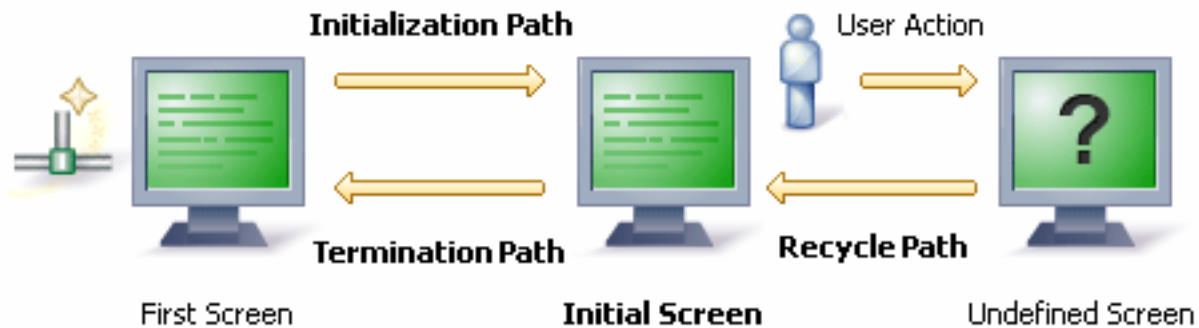 Initialization Path
User Action
?
Termination Path
Recycle Path
First Screen
Initial Screen
Undefined Screen